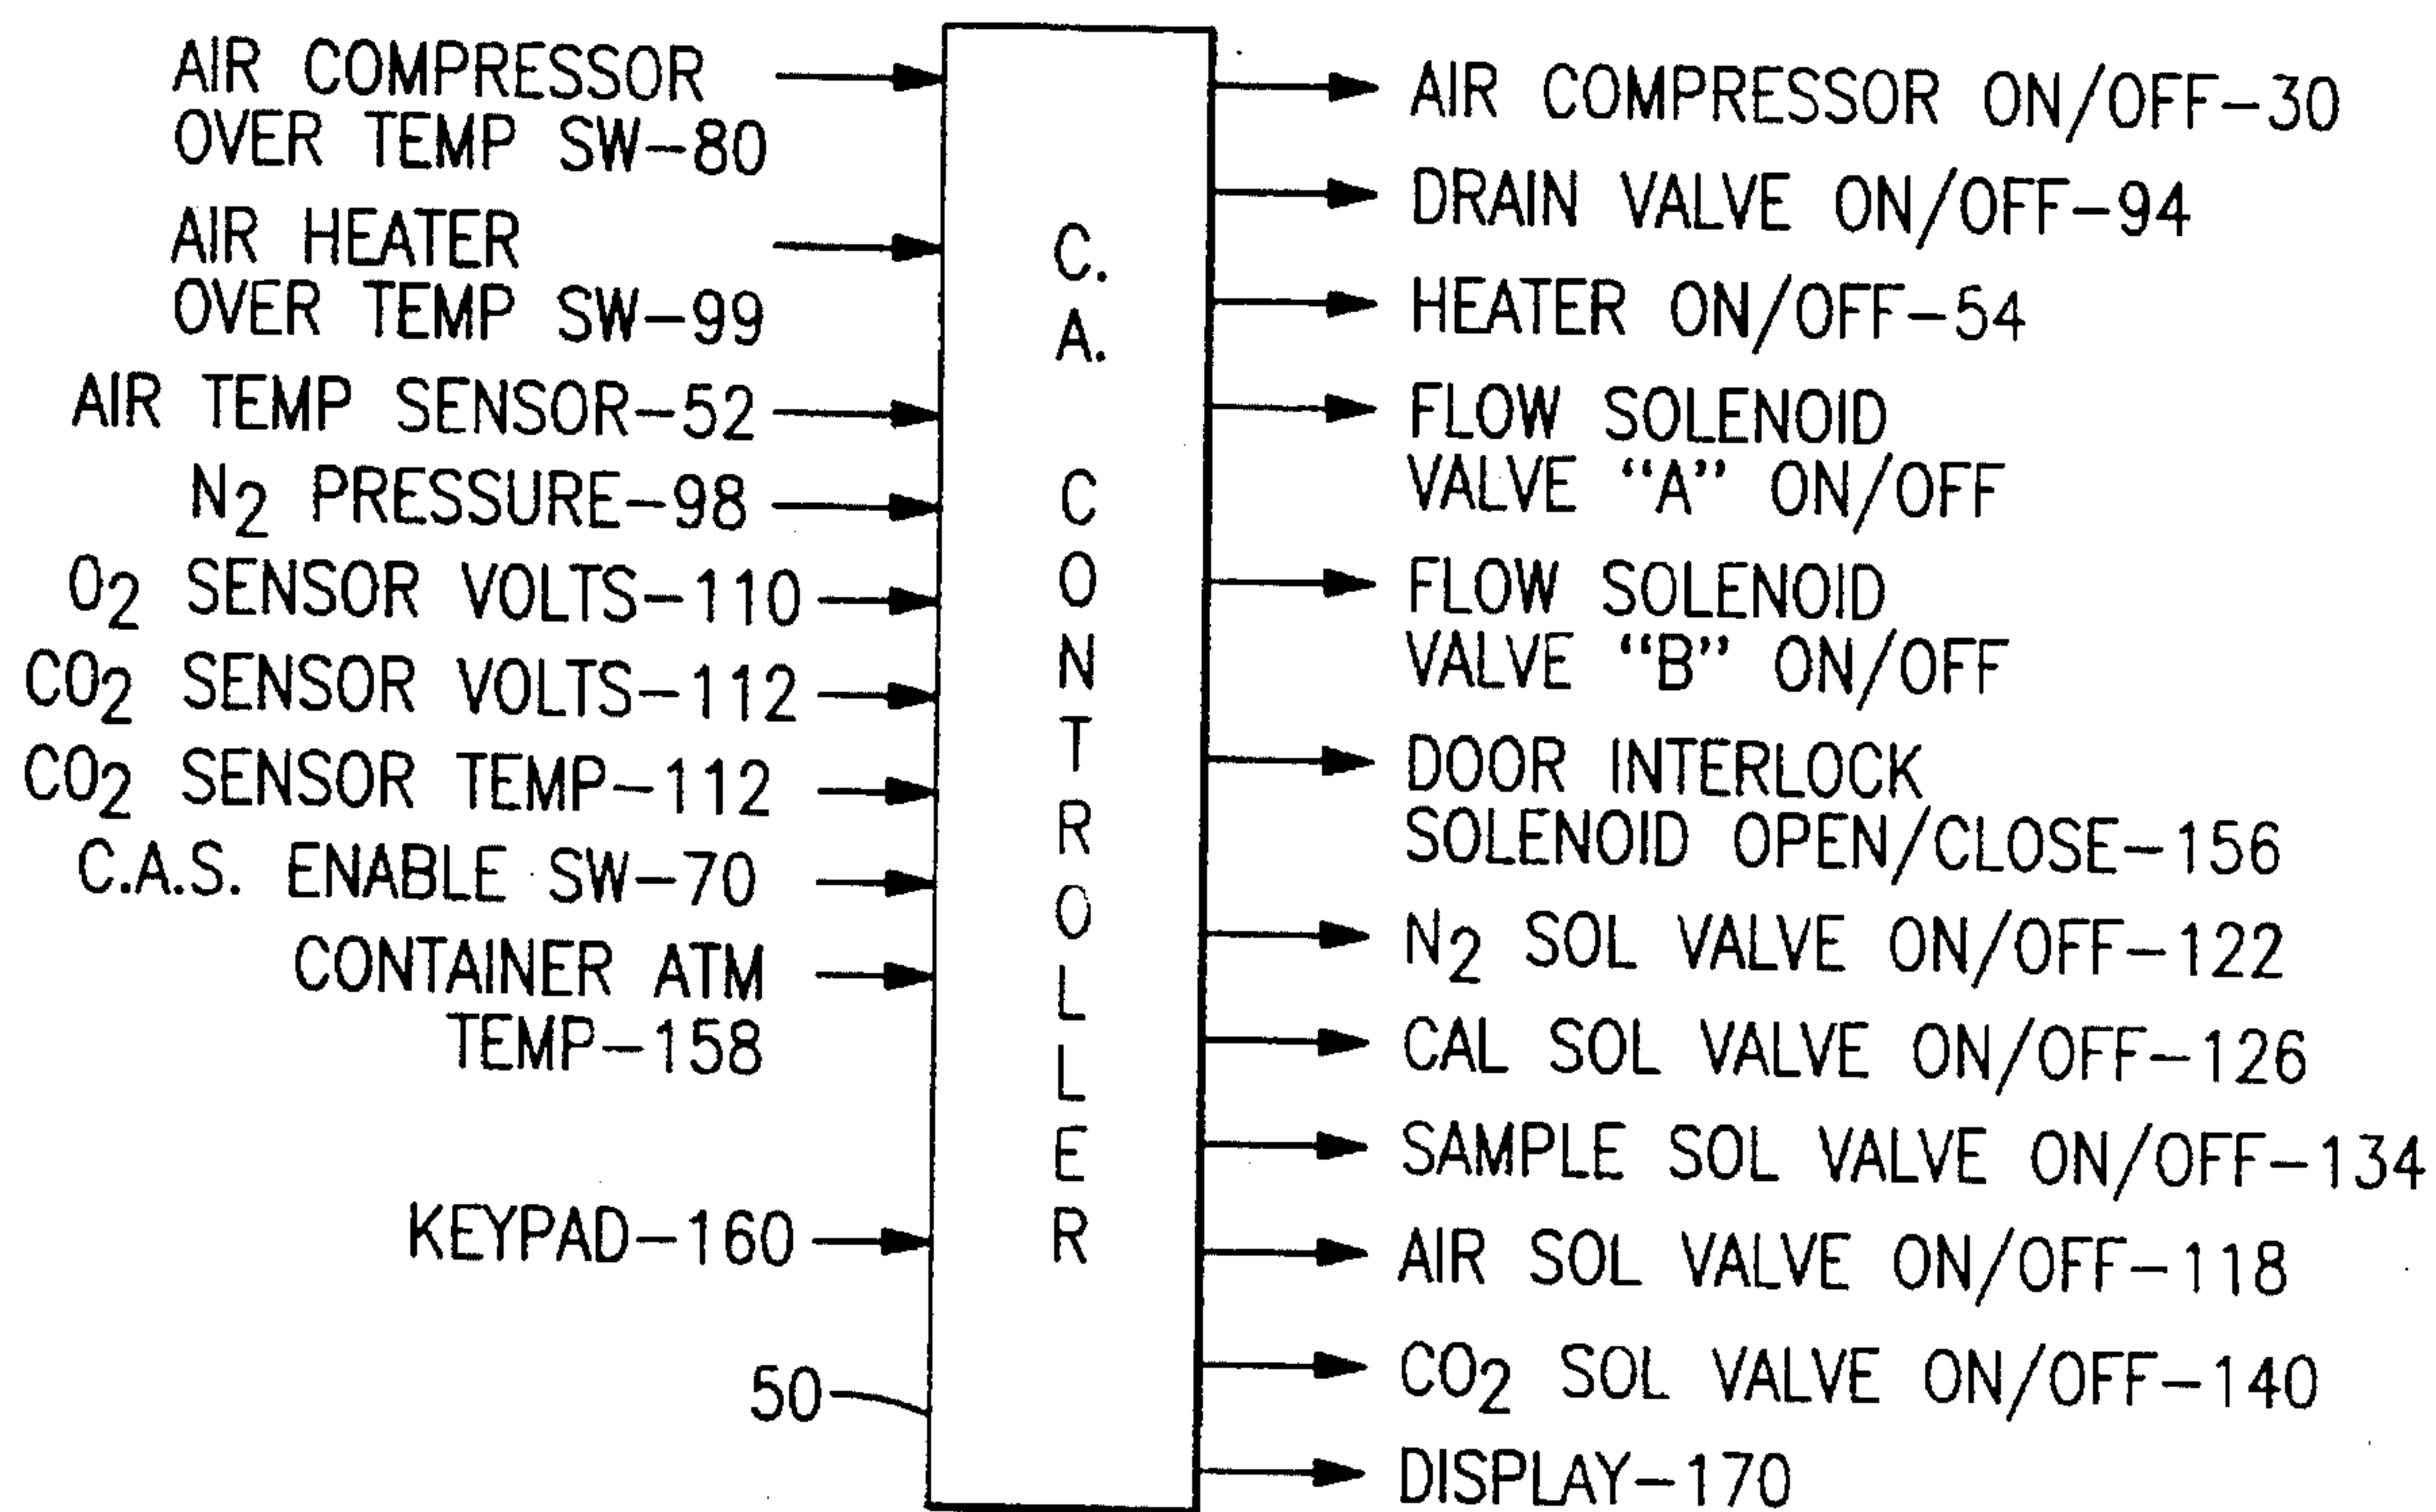 AIR COMPRESSOR
OVER TEMP SW-80
AIR HEATER
OVER TEMP SW-99
AIR TEMP SENSOR-52
N2 PRESSURE-98
O2 SENSOR VOLTS-110
CO2 SENSOR VOLTS-112
CO2 SENSOR TEMP-112
C.A.S. ENABLE SW-70
CONTAINER ATM
TEMP-158
KEYPAD-160
50
C.A. CONTROLLER
AIR COMPRESSOR ON/OFF-30
DRAIN VALVE ON/OFF-94
HEATER ON/OFF-54
FLOW SOLENOID
VALVE “A” ON/OFF
FLOW SOLENOID
VALVE “B” ON/OFF
DOOR INTERLOCK
SOLENOID OPEN/CLOSE-156
N2 SOL VALVE ON/OFF-122
CAL SOL VALVE ON/OFF-126
SAMPLE SOL VALVE ON/OFF-134
AIR SOL VALVE ON/OFF-118
CO2 SOL VALVE ON/OFF-140
DISPLAY-170